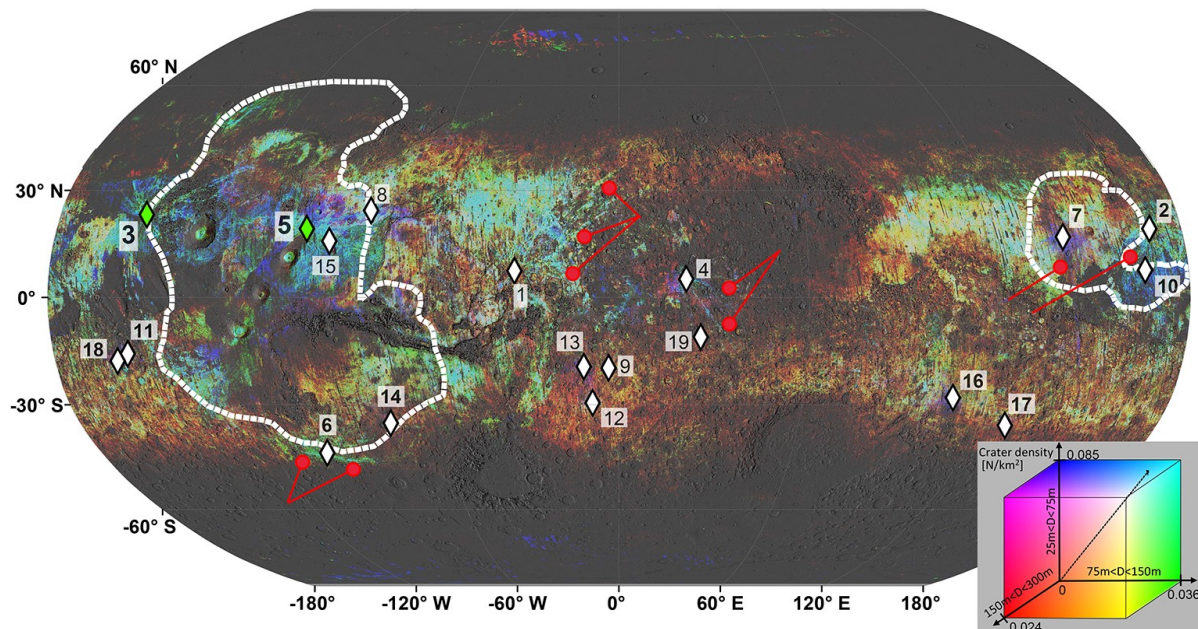 60° N
8
30° N
3
5
15
7
2
4
10
1
0°
11
18
13
9
19
12
-30° S
14
6
16
17
-60° S
Crater density
[N/km²]
0.085
25m<D<75m
75m<D<150m
0
0.036
150m<D<300m
0.024
-180°
-120° W
-60° W
0°
60° E
120° E
180°